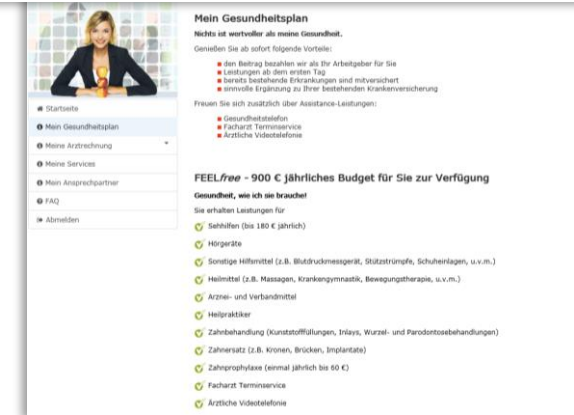 Startseite
Mein Gesundheitsplan
Meine Arztrechnung
Meine Services
Mein Ansprechpartner
FAQ
Abmelden
Mein Gesundheitsplan
Nichts ist wertvoller als meine Gesundheit.
Genießen Sie ab sofort folgende Vorteile:
den Beitrag bezahlen wir als Ihr Arbeitgeber für Sie
Leistungen ab dem ersten Tag
bereits bestehende Erkrankungen sind mitversichert
sinnvolle Ergänzung zu Ihrer bestehenden Krankenversicherung
Freuen Sie sich zusätzlich über Assistance-Leistungen:
Gesundheitstelefon
Facharzt Terminservice
Ärztliche Videotelefonie
FEELfree - 900 € jährliches Budget für Sie zur Verfügung
Gesundheit, wie ich sie brauche!
Sie erhalten Leistungen für
Sehhilfen (bis 180 € jährlich)
Hörgeräte
Sonstige Hilfsmittel (z.B. Blutdruckmessgerät, Stützstrümpfe, Schuheinlagen, u.v.m.)
Heilmittel (z.B. Massagen, Krankengymnastik, Bewegungstherapie, u.v.m.)
Arznei- und Verbandmittel
Heilpraktiker
Zahnbehandlung (Kunststofffüllungen, Inlays, Wurzel- und Parodontosebehandlungen)
Zahnersatz (z.B. Kronen, Brücken, Implantate)
Zahnprophylaxe (einmal jährlich bis 60 €)
Facharzt Terminservice
Ärztliche Videotelefonie